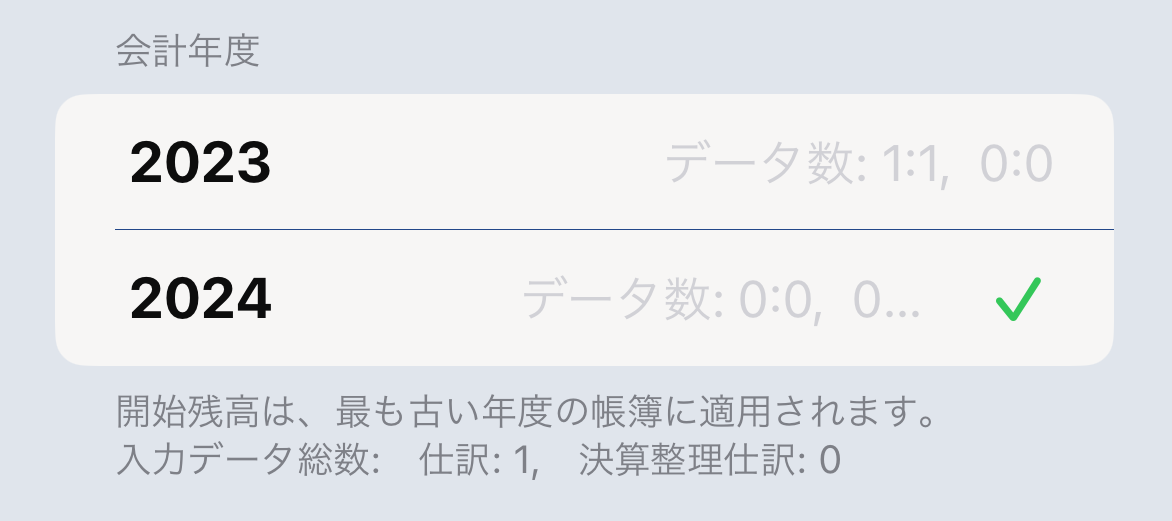 会計年度
2023 データ数: 1:1, 0:0
2024 データ数: 0:0, 0...
開始残高は、最も古い年度の帳簿に適用されます。
入力データ総数: 仕訳: 1, 決算整理仕訳: 0